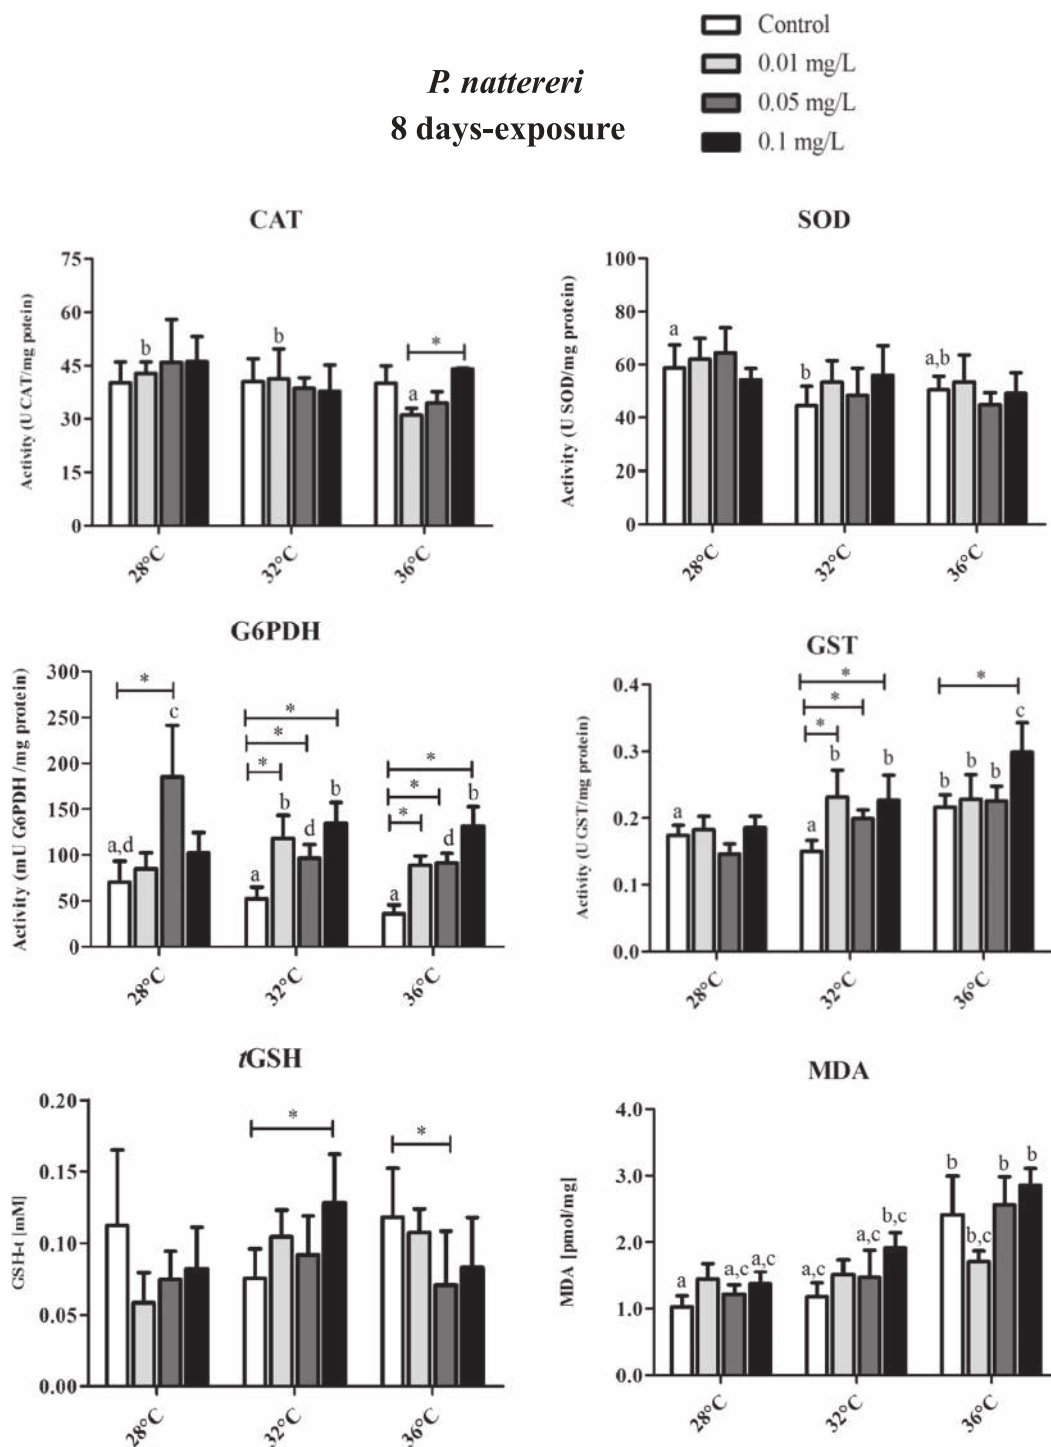 Control
0.01 mg/L
P. nattereri
0.05 mg/L
8 days-exposure
0.1 mg/L
CAT
75
60
45
30
15
0
Activity (U CAT/mg potein)
b
b
a
*
28°C
32°C
36°C
SOD
100
80
60
40
20
0
Activity (U SOD/mg protein)
a
b
a,b
28°C
32°C
36°C
G6PDH
300
250
200
150
100
50
0
Activity (mU G6PDH /mg protein)
*
c
a,d
*
*
*
b
b
d
a
*
*
*
b
d
a
28°C
32°C
36°C
GST
0.4
0.3
0.2
0.1
0.0
Activity (U GST/mg protein)
a
*
*
*
b
b
a
*
c
b
b
b
28°C
32°C
36°C
tGSH
0.20
0.15
0.10
0.05
0.00
GSH-t [mM]
*
*
28°C
32°C
36°C
MDA
4.0
3.0
2.0
1.0
0.0
MDA [pmol/mg]
a
a,c
a,c
a,c
a,c
b,c
b
b,c
b
b
28°C
32°C
36°C